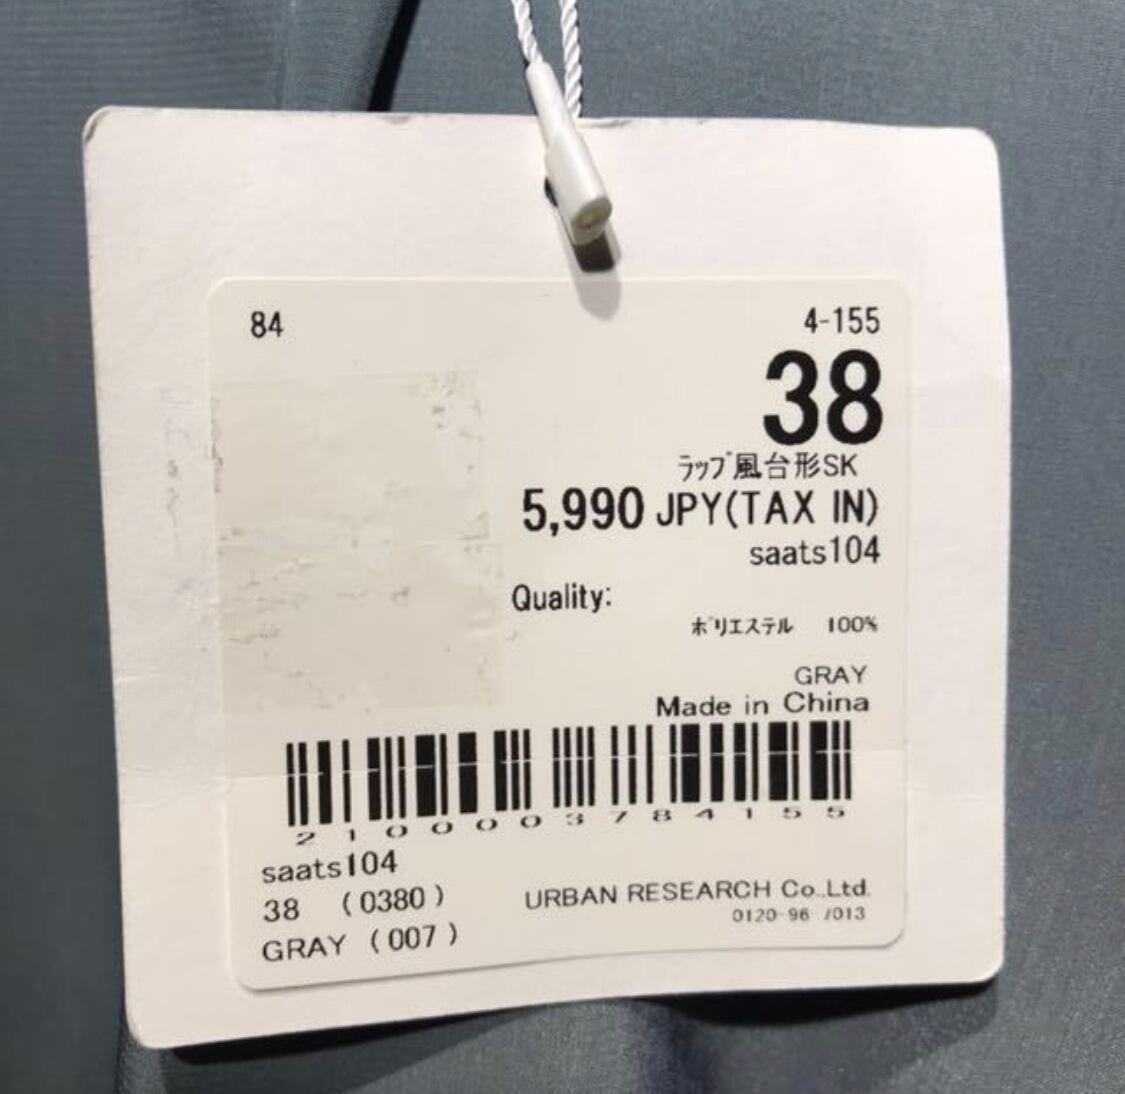 84
4-155
38
ﾗｯﾌﾟ風台形SK
5,990 JPY(TAX IN)
saats104
Quality:
ﾎﾟﾘｴｽﾃﾙ 100%
GRAY
Made in China
2100003784155
saats104
38 (0380)
GRAY (007)
URBAN RESEARCH Co.,Ltd.
0120-96